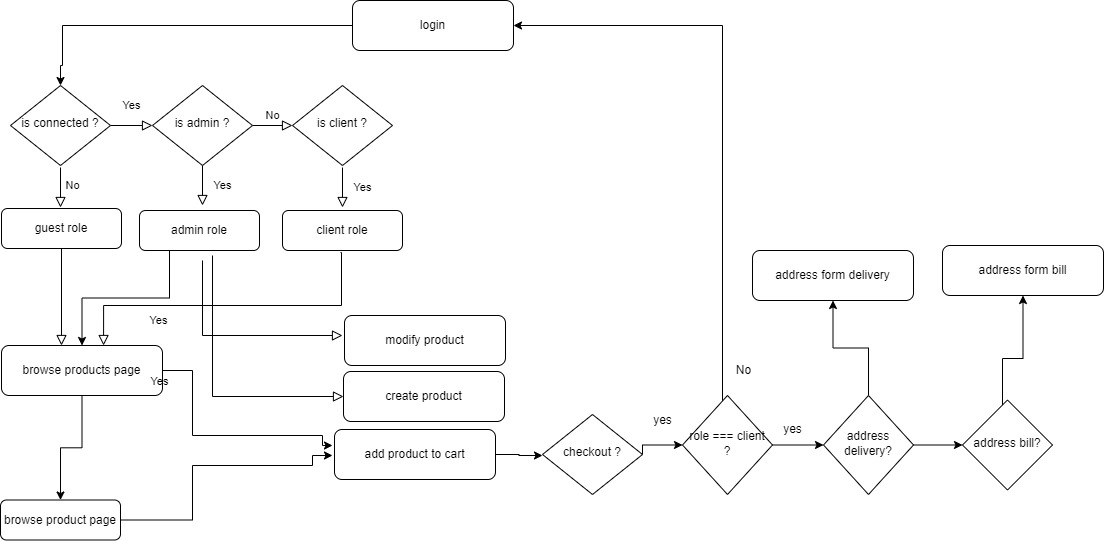 login
Yes
is connected ?
is admin ?
No
is client ?
No
Yes
Yes
guest role
admin role
client role
address form delivery
address form bill
Yes
modify product
browse products page
Yes
No
create product
add product to cart
checkout ?
yes
role === client
?
yes
address
delivery?
address bill?
browse product page